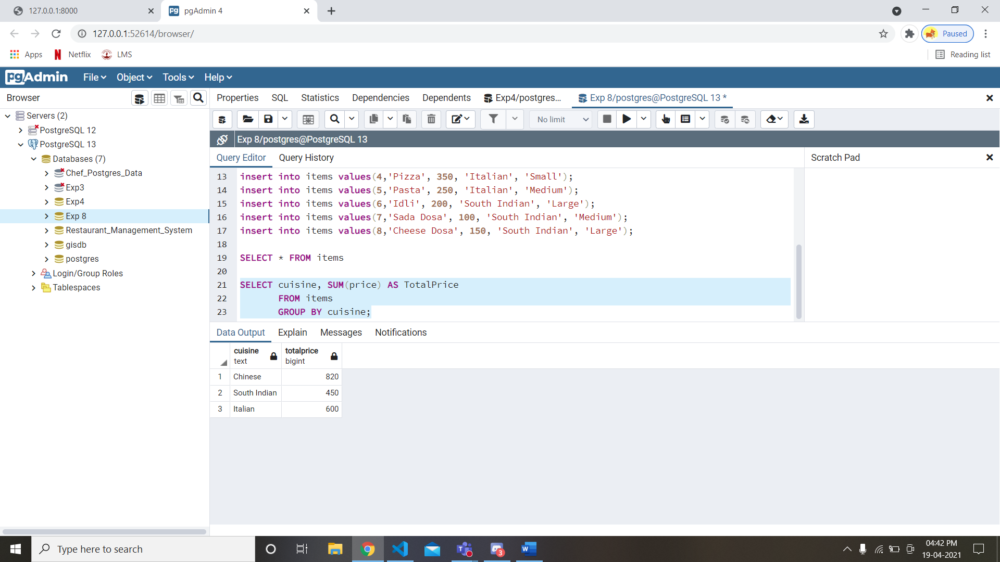 127.0.0.1:8000
pgAdmin 4
127.0.0.1:52614/browser/
Paused
Apps
Netflix
LMS
Reading list
pgAdmin
File
Object
Tools
Help
Browser
Properties
SQL
Statistics
Dependencies
Dependents
Exp4/postgres...
Exp 8/postgres@PostgreSQL 13 *
Servers (2)
PostgreSQL 12
PostgreSQL 13
Databases (7)
Chef_Postgres_Data
Exp3
Exp4
Exp 8
Restaurant_Management_System
gisdb
postgres
Login/Group Roles
Tablespaces
No limit
Exp 8/postgres@PostgreSQL 13
Query Editor
Query History
Scratch Pad
13 insert into items values(4,'Pizza', 350, 'Italian', 'Small');
14 insert into items values(5,'Pasta', 250, 'Italian', 'Medium');
15 insert into items values(6,'Idli', 200, 'South Indian', 'Large');
16 insert into items values(7,'Sada Dosa', 100, 'South Indian', 'Medium');
17 insert into items values(8,'Cheese Dosa', 150, 'South Indian', 'Large');
18
19 SELECT * FROM items
20
21 SELECT cuisine, SUM(price) AS TotalPrice
22 FROM items
23 GROUP BY cuisine;
Data Output
Explain
Messages
Notifications
cuisine text
totalprice bigint
1 Chinese 820
2 South Indian 450
3 Italian 600
Type here to search
3
04:42 PM
19-04-2021